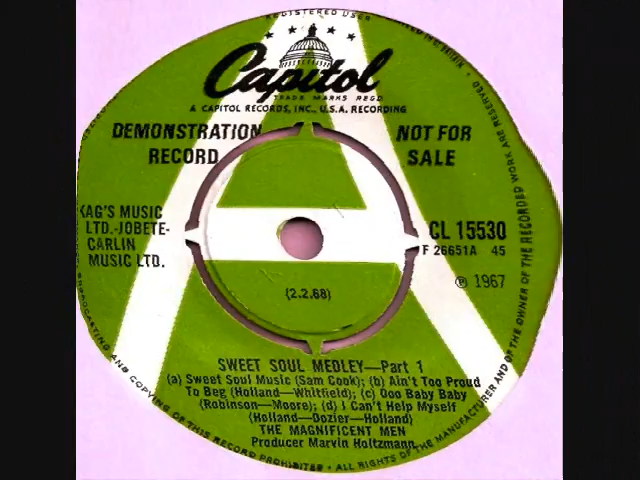 REGISTERED USER
Capitol
TRADE MARKS REGD
A CAPITOL RECORDS, INC., U.S.A. RECORDING
DEMONSTRATION
RECORD
NOT FOR
SALE
KAG'S MUSIC
LTD.-JOBETE-
CARLIN
MUSIC LTD.
CL 15530
F 26651A 45
℗ 1967
(2.2.68)
SWEET SOUL MEDLEY—Part 1
(a) Sweet Soul Music (Sam Cook); (b) Ain't Too Proud
To Beg (Holland—Whitfield); (c) Ooo Baby Baby
(Robinson—Moore); (d) I Can't Help Myself
(Holland—Dozier—Holland)
THE MAGNIFICENT MEN
Producer Marvin Holtzmann
ALL RIGHTS OF THE MANUFACTURER AND OF THE OWNER OF THE RECORDED WORK ARE RESERVED
BROADCASTING AND COPYING OF THIS RECORD PROHIBITED